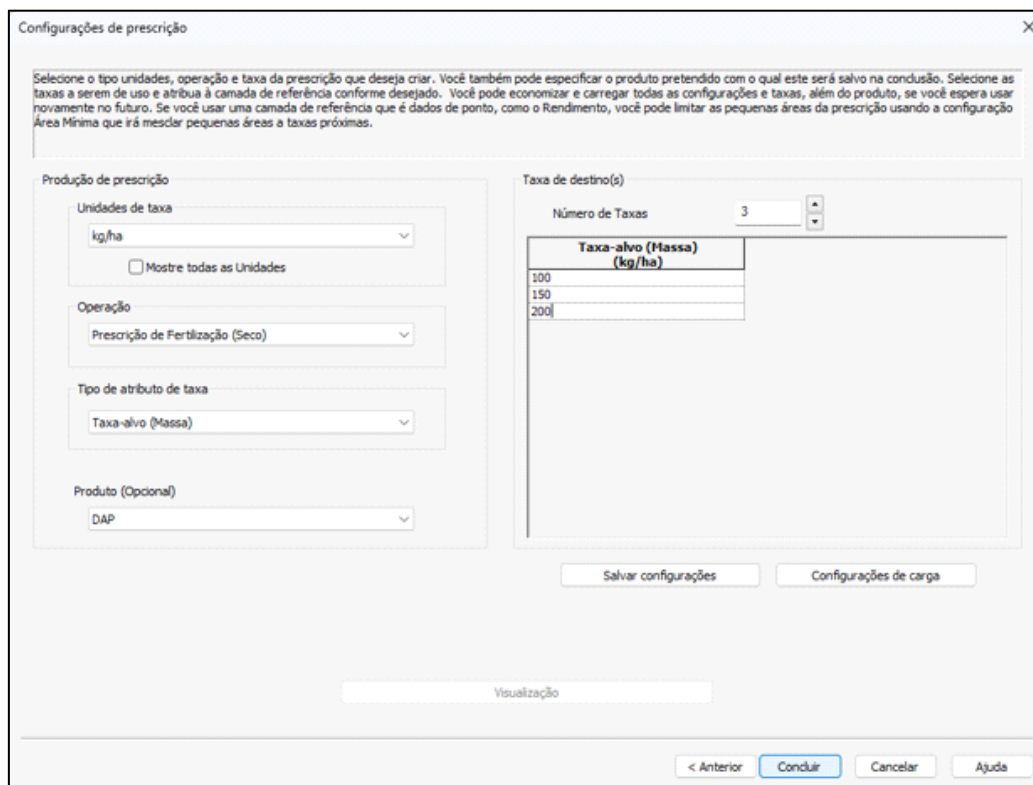 Configurações de prescrição
Selecione o tipo unidades, operação e taxa da prescrição que deseja criar. Você também pode especificar o produto pretendido com o qual este será salvo na conclusão. Selecione as
taxas a serem de uso e atribua à camada de referência conforme desejado. Você pode economizar e carregar todas as configurações e taxas, além do produto, se você espera usar
novamente no futuro. Se você usar uma camada de referência que é dados de ponto, como o Rendimento, você pode limitar as pequenas áreas da prescrição usando a configuração
Área Mínima que irá mesclar pequenas áreas a taxas próximas.
Produção de prescrição
Unidades de taxa
kg/ha
Mostre todas as Unidades
Operação
Prescrição de Fertilização (Seco)
Tipo de atributo de taxa
Taxa-alvo (Massa)
Produto (Opcional)
DAP
Taxa de destino(s)
Número de Taxas
3
Taxa-alvo (Massa)
(kg/ha)
100
150
200
Salvar configurações
Configurações de carga
Visualização
< Anterior
Concluir
Cancelar
Ajuda